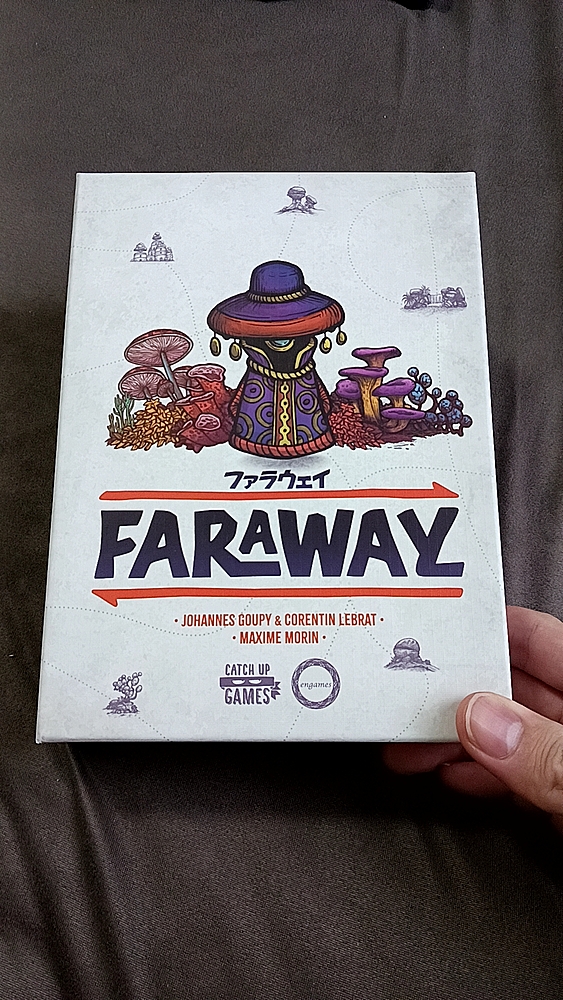 ファラウェイ
FARAWAY
· JOHANNES GOUPY & CORENTIN LEBRAT ·
· MAXIME MORIN ·
CATCH UP
GAMES
engames